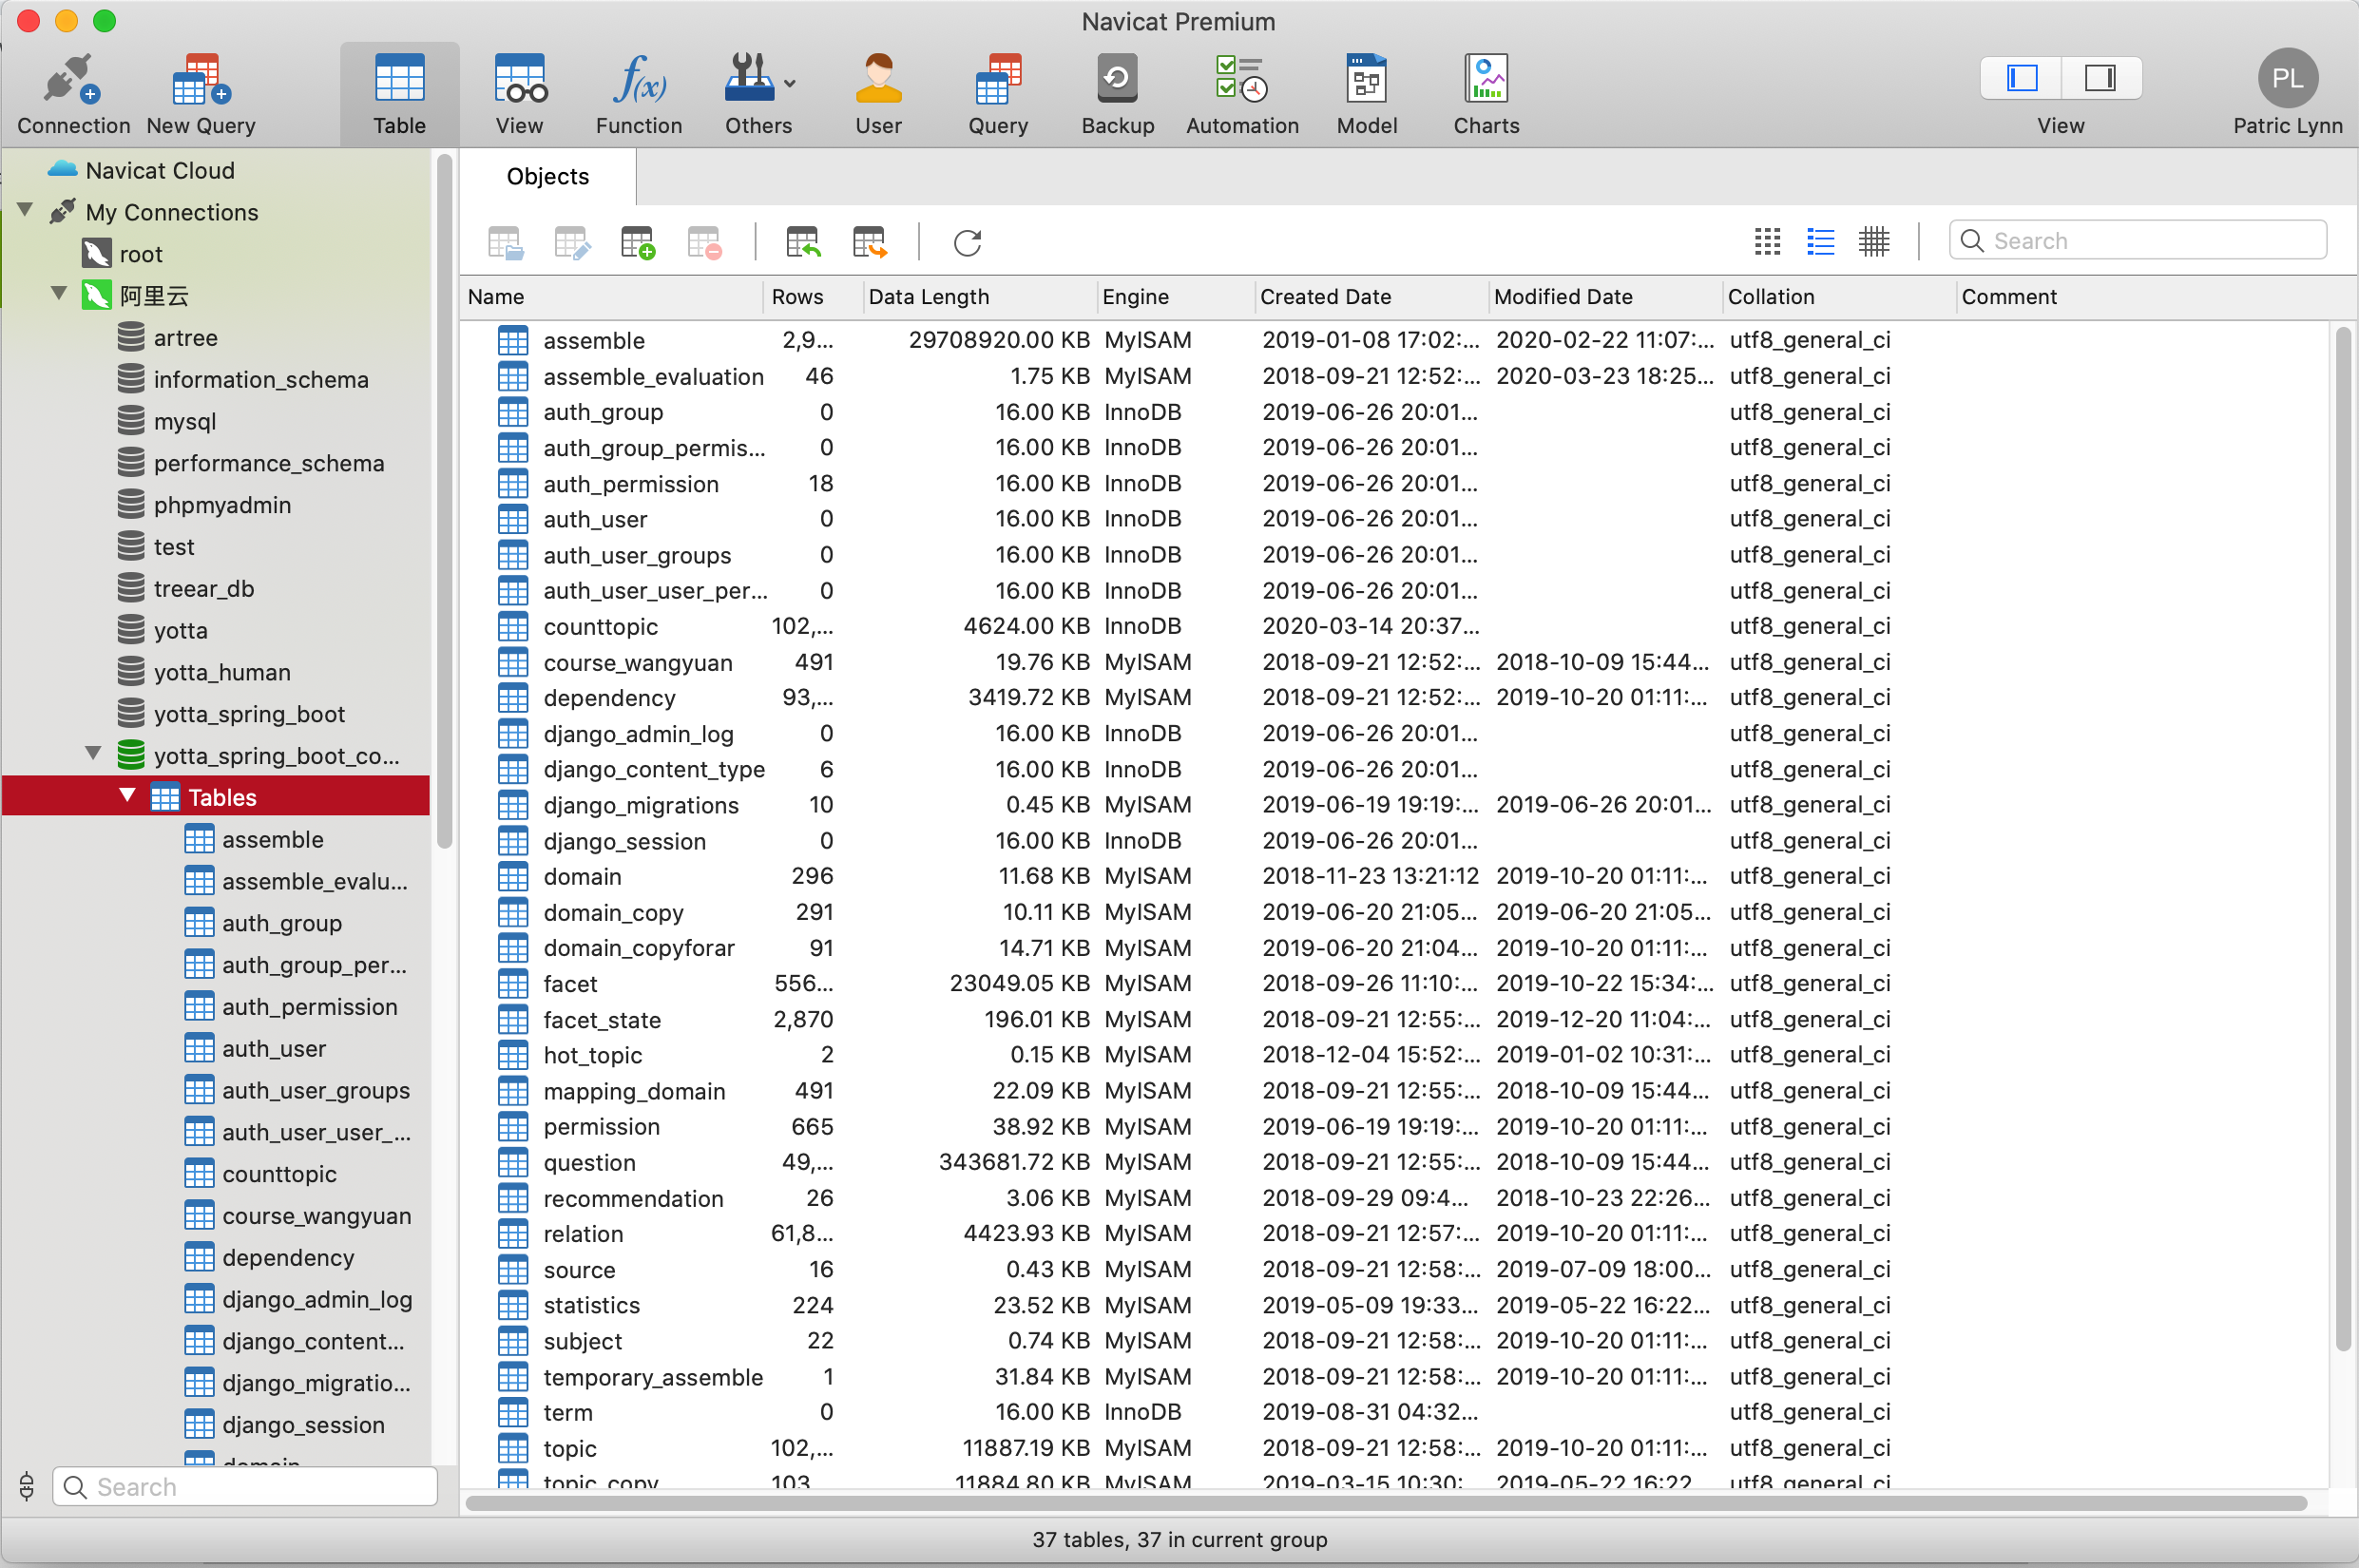 Navicat Premium
Connection New Query Table View Function Others User Query Backup Automation Model Charts View Patric Lynn
PL
Navicat Cloud
My Connections
root
阿里云
artree
information_schema
mysql
performance_schema
phpmyadmin
test
treear_db
yotta
yotta_human
yotta_spring_boot
yotta_spring_boot_co...
Tables
assemble
assemble_evalu...
auth_group
auth_group_per...
auth_permission
auth_user
auth_user_groups
auth_user_user_...
counttopic
course_wangyuan
dependency
django_admin_log
django_content...
django_migratio...
django_session
domain
Search
Objects
Search
Name Rows Data Length Engine Created Date Modified Date Collation Comment
assemble 2,9... 29708920.00 KB MyISAM 2019-01-08 17:02:... 2020-02-22 11:07:... utf8_general_ci
assemble_evaluation 46 1.75 KB MyISAM 2018-09-21 12:52:... 2020-03-23 18:25... utf8_general_ci
auth_group 0 16.00 KB InnoDB 2019-06-26 20:01... utf8_general_ci
auth_group_permis... 0 16.00 KB InnoDB 2019-06-26 20:01... utf8_general_ci
auth_permission 18 16.00 KB InnoDB 2019-06-26 20:01... utf8_general_ci
auth_user 0 16.00 KB InnoDB 2019-06-26 20:01... utf8_general_ci
auth_user_groups 0 16.00 KB InnoDB 2019-06-26 20:01... utf8_general_ci
auth_user_user_per... 0 16.00 KB InnoDB 2019-06-26 20:01... utf8_general_ci
counttopic 102,... 4624.00 KB InnoDB 2020-03-14 20:37... utf8_general_ci
course_wangyuan 491 19.76 KB MyISAM 2018-09-21 12:52:... 2018-10-09 15:44... utf8_general_ci
dependency 93,... 3419.72 KB MyISAM 2018-09-21 12:52:... 2019-10-20 01:11:... utf8_general_ci
django_admin_log 0 16.00 KB InnoDB 2019-06-26 20:01... utf8_general_ci
django_content_type 6 16.00 KB InnoDB 2019-06-26 20:01... utf8_general_ci
django_migrations 10 0.45 KB MyISAM 2019-06-19 19:19:... 2019-06-26 20:01... utf8_general_ci
django_session 0 16.00 KB InnoDB 2019-06-26 20:01... utf8_general_ci
domain 296 11.68 KB MyISAM 2018-11-23 13:21:12 2019-10-20 01:11:... utf8_general_ci
domain_copy 291 10.11 KB MyISAM 2019-06-20 21:05... 2019-06-20 21:05... utf8_general_ci
domain_copyforar 91 14.71 KB MyISAM 2019-06-20 21:04... 2019-10-20 01:11:... utf8_general_ci
facet 556... 23049.05 KB MyISAM 2018-09-26 11:10:... 2019-10-22 15:34:... utf8_general_ci
facet_state 2,870 196.01 KB MyISAM 2018-09-21 12:55:... 2019-12-20 11:04:... utf8_general_ci
hot_topic 2 0.15 KB MyISAM 2018-12-04 15:52:... 2019-01-02 10:31:... utf8_general_ci
mapping_domain 491 22.09 KB MyISAM 2018-09-21 12:55:... 2018-10-09 15:44... utf8_general_ci
permission 665 38.92 KB MyISAM 2019-06-19 19:19:... 2019-10-20 01:11:... utf8_general_ci
question 49,... 343681.72 KB MyISAM 2018-09-21 12:55:... 2018-10-09 15:44... utf8_general_ci
recommendation 26 3.06 KB MyISAM 2018-09-29 09:4... 2018-10-23 22:26... utf8_general_ci
relation 61,8... 4423.93 KB MyISAM 2018-09-21 12:57:... 2019-10-20 01:11:... utf8_general_ci
source 16 0.43 KB MyISAM 2018-09-21 12:58:... 2019-07-09 18:00... utf8_general_ci
statistics 224 23.52 KB MyISAM 2019-05-09 19:33... 2019-05-22 16:22... utf8_general_ci
subject 22 0.74 KB MyISAM 2018-09-21 12:58:... 2019-10-20 01:11:... utf8_general_ci
temporary_assemble 1 31.84 KB MyISAM 2018-09-21 12:58:... 2019-10-20 01:11:... utf8_general_ci
term 0 16.00 KB InnoDB 2019-08-31 04:32... utf8_general_ci
topic 102,... 11887.19 KB MyISAM 2018-09-21 12:58:... 2019-10-20 01:11:... utf8_general_ci
topic_copy 103 11884.80 KB MyISAM 2019-03-15 10:30: 2019-05-22 16:22 utf8_general_ci
37 tables, 37 in current group